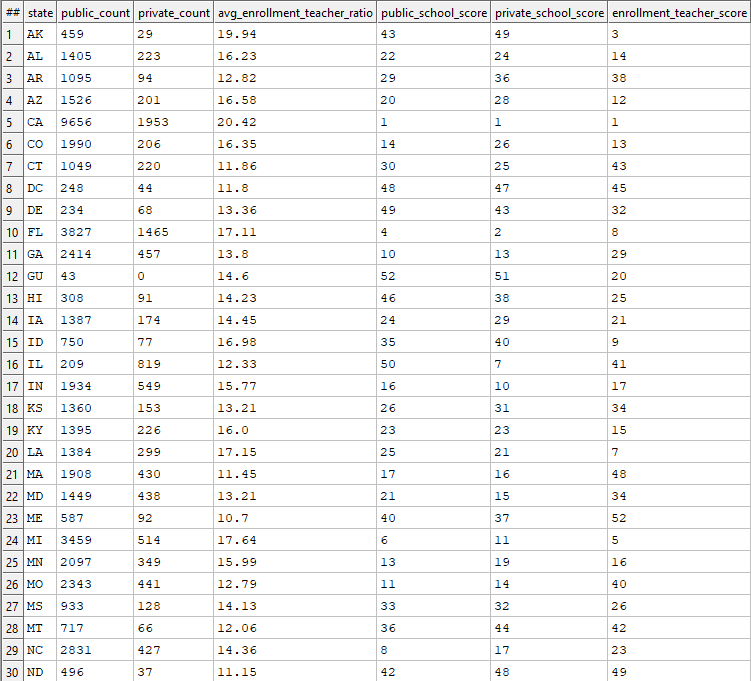 ## state public_count private_count avg_enrollment_teacher_ratio public_school_score private_school_score enrollment_teacher_score
1 AK 459 29 19.94 43 49 3
2 AL 1405 223 16.23 22 24 14
3 AR 1095 94 12.82 29 36 38
4 AZ 1526 201 16.58 20 28 12
5 CA 9656 1953 20.42 1 1 1
6 CO 1990 206 16.35 14 26 13
7 CT 1049 220 11.86 30 25 43
8 DC 248 44 11.8 48 47 45
9 DE 234 68 13.36 49 43 32
10 FL 3827 1465 17.11 4 2 8
11 GA 2414 457 13.8 10 13 29
12 GU 43 0 14.6 52 51 20
13 HI 308 91 14.23 46 38 25
14 IA 1387 174 14.45 24 29 21
15 ID 750 77 16.98 35 40 9
16 IL 209 819 12.33 50 7 41
17 IN 1934 549 15.77 16 10 17
18 KS 1360 153 13.21 26 31 34
19 KY 1395 226 16.0 23 23 15
20 LA 1384 299 17.15 25 21 7
21 MA 1908 430 11.45 17 16 48
22 MD 1449 438 13.21 21 15 34
23 ME 587 92 10.7 40 37 52
24 MI 3459 514 17.64 6 11 5
25 MN 2097 349 15.99 13 19 16
26 MO 2343 441 12.79 11 14 40
27 MS 933 128 14.13 33 32 26
28 MT 717 66 12.06 36 44 42
29 NC 2831 427 14.36 8 17 23
30 ND 496 37 11.15 42 48 49